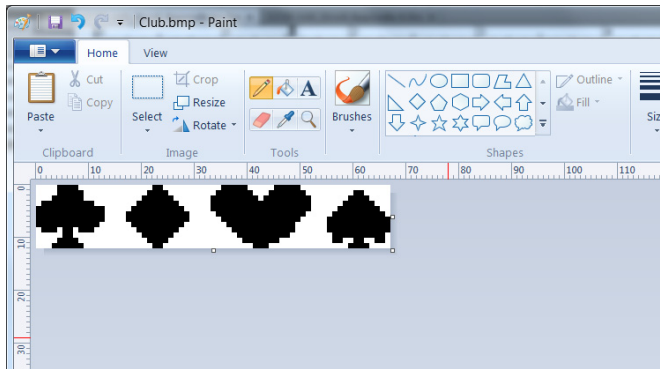 Club.bmp - Paint
Home View
Paste
Cut
Copy
Clipboard
Select
Crop
Resize
Rotate
Image
A
Tools
Brushes
Outline
Fill
Shapes
0 10 20 30 40 50 60 70 80 90 100 110
0
10
20
30